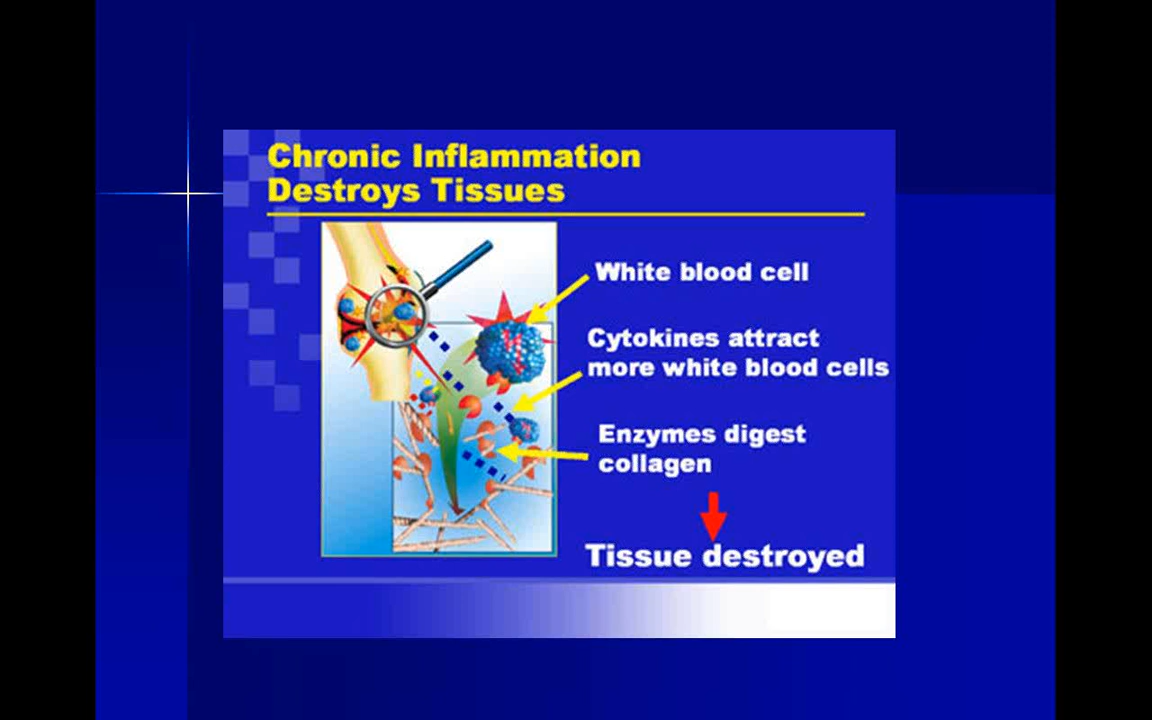 Chronic Inflammation
Destroys Tissues
White blood cell
Cytokines attract
more white blood cells
Enzymes digest
collagen
Tissue destroyed